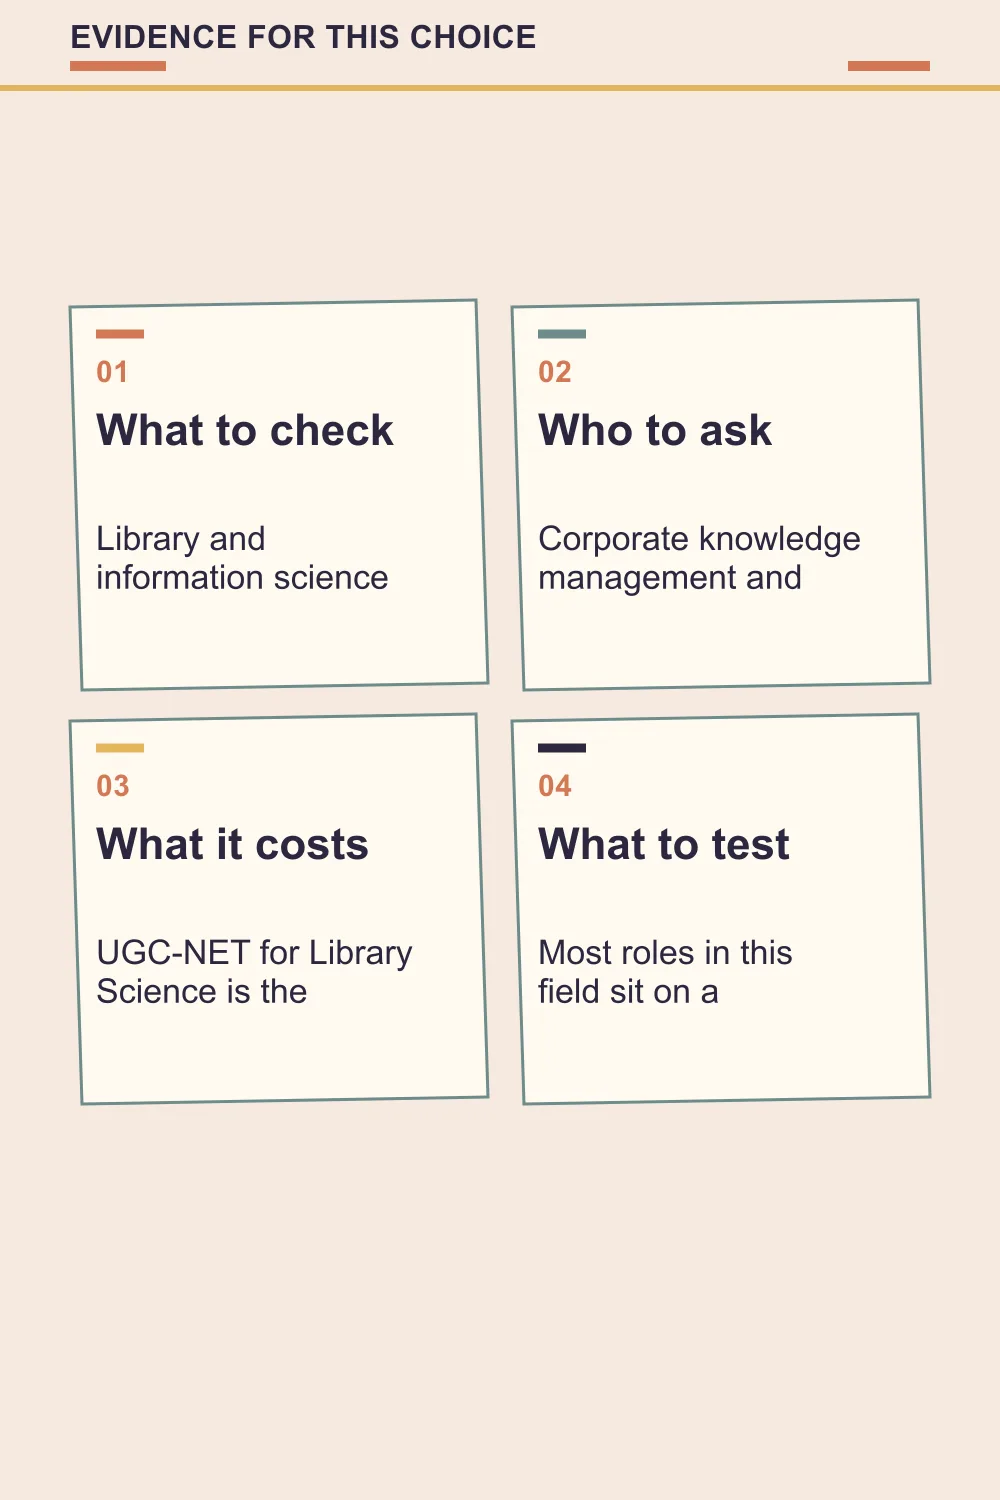 EVIDENCE FOR THIS CHOICE
01
What to check
Library and
information science
02
Who to ask
Corporate knowledge
management and
03
What it costs
UGC-NET for Library
Science is the
04
What to test
Most roles in this
field sit on a